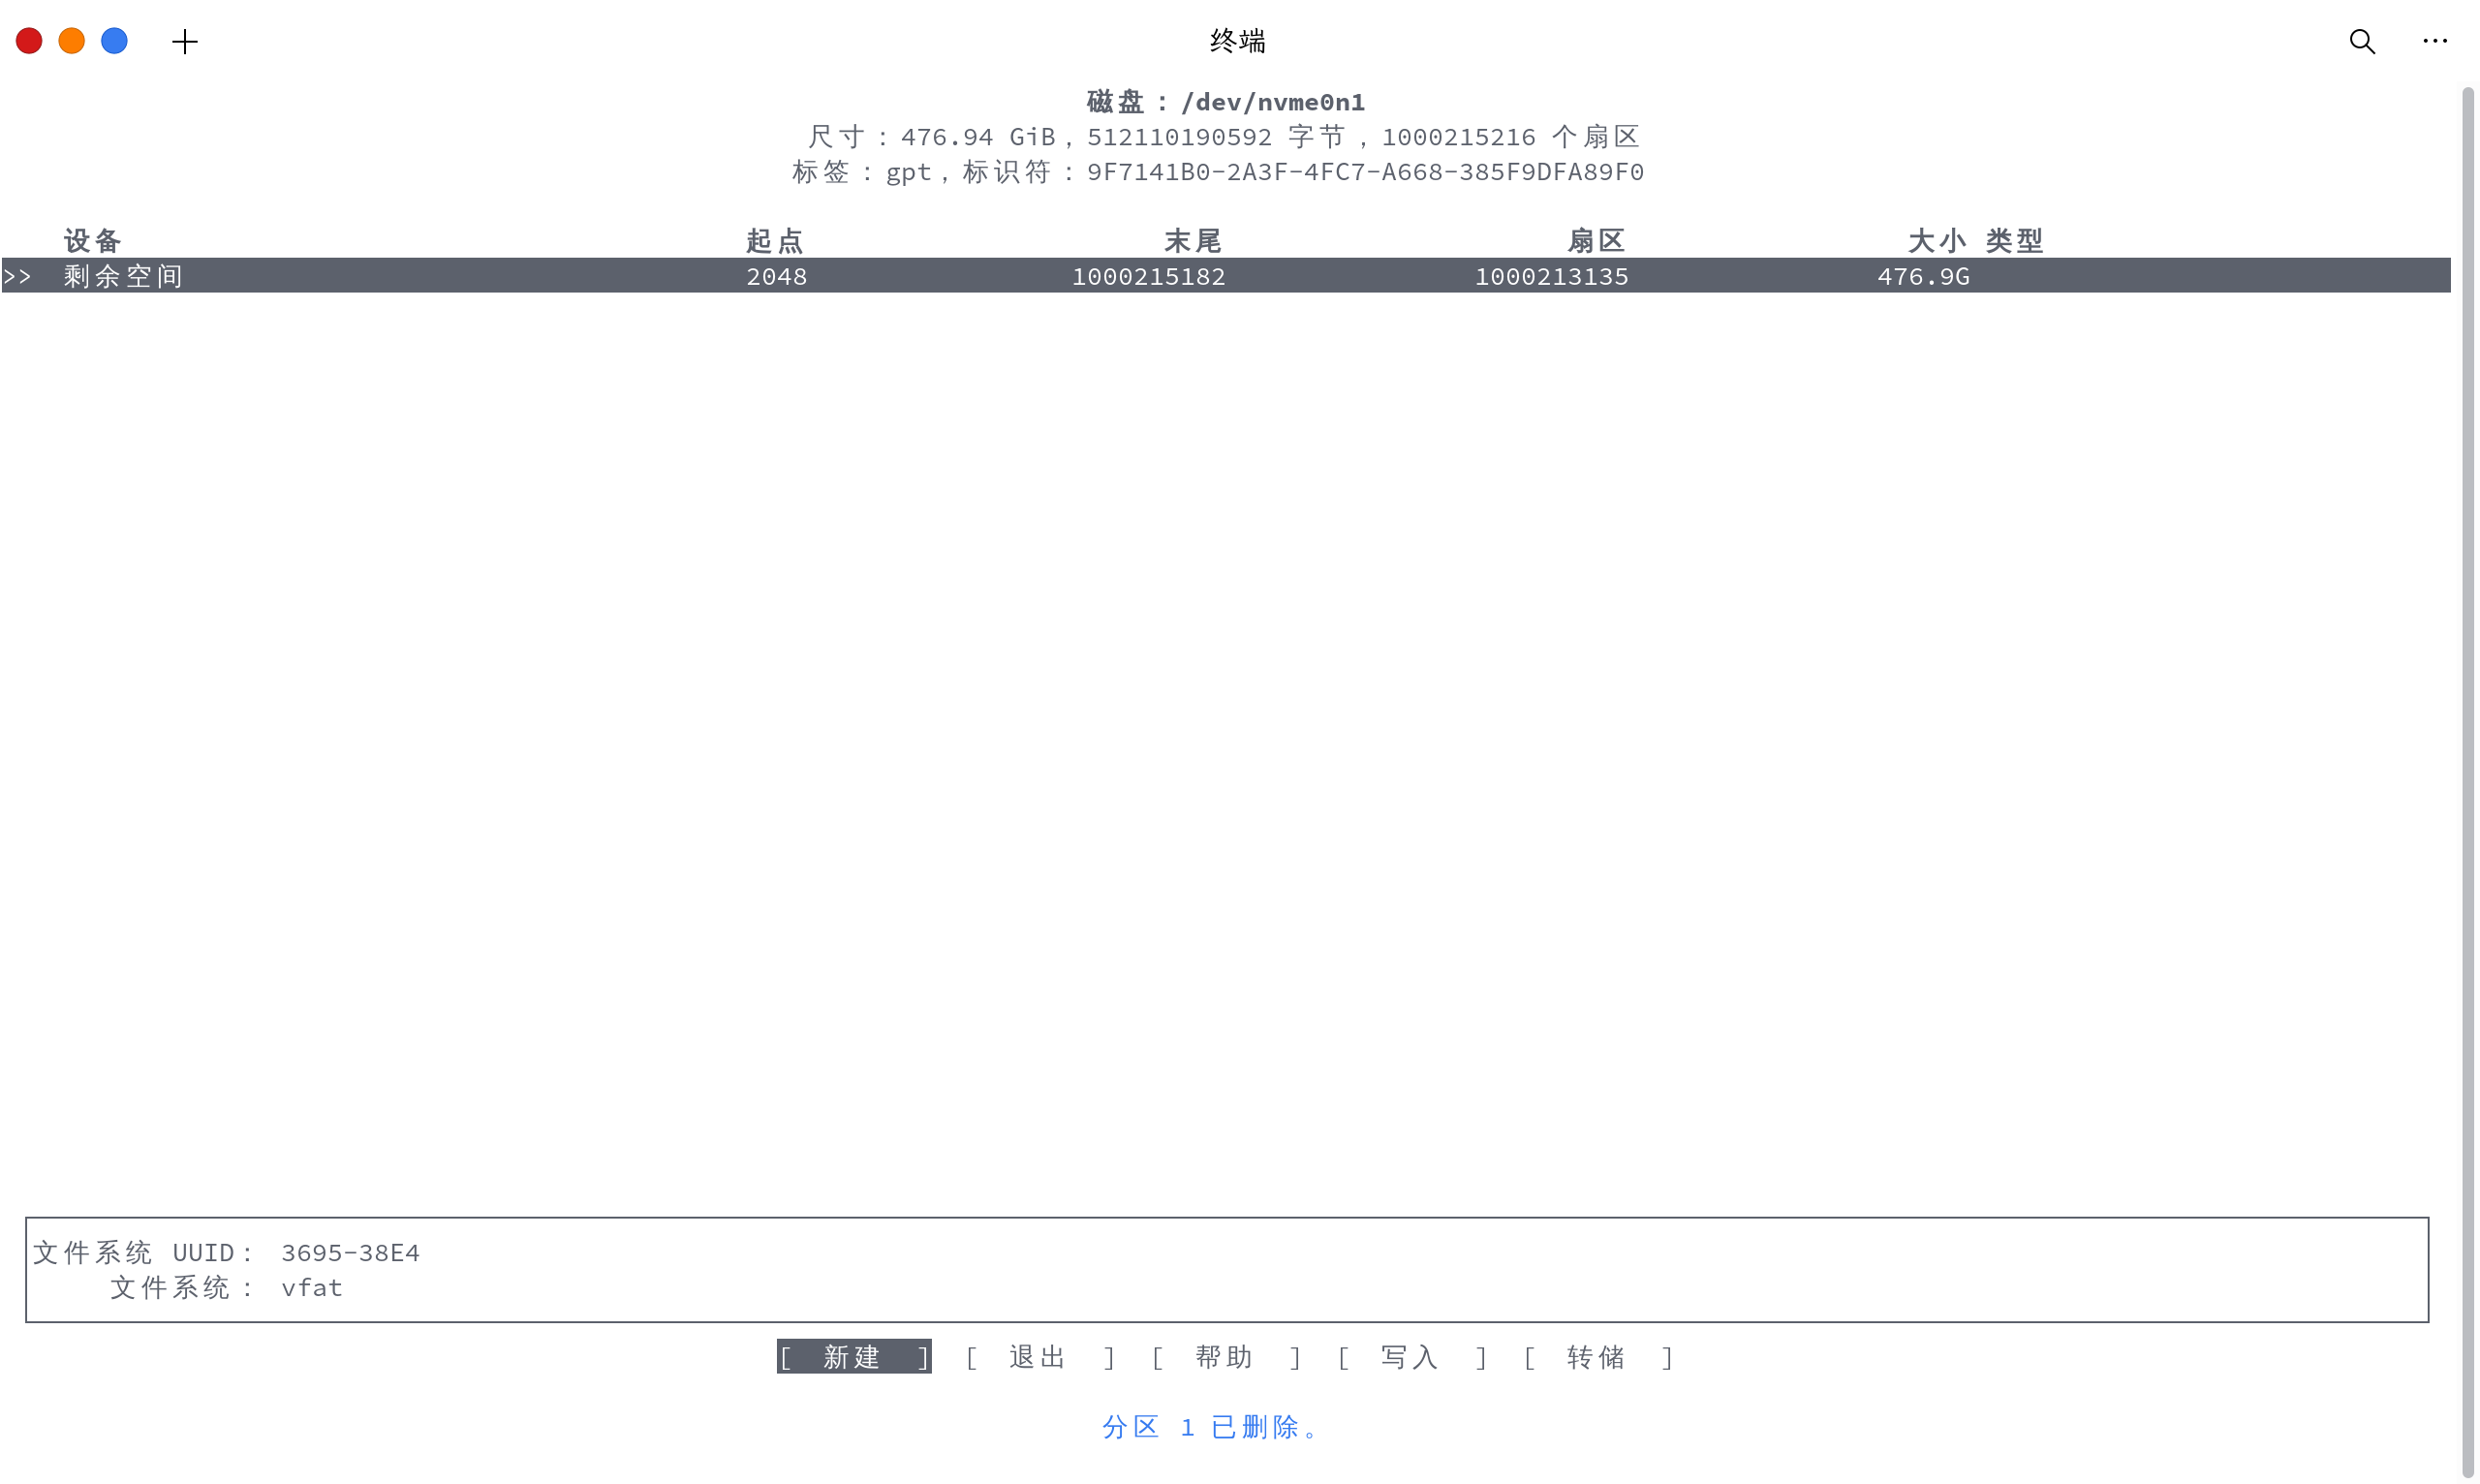 终端
磁盘：/dev/nvme0n1
尺寸：476.94 GiB，512110190592 字节，1000215216 个扇区
标签：gpt，标识符：9F7141B0-2A3F-4FC7-A668-385F9DFA89F0
设备 起点 末尾 扇区 大小 类型
>> 剩余空间 2048 1000215182 1000213135 476.9G
文件系统 UUID： 3695-38E4
文件系统： vfat
[ 新建 ] [ 退出 ] [ 帮助 ] [ 写入 ] [ 转储 ]
分区 1 已删除。